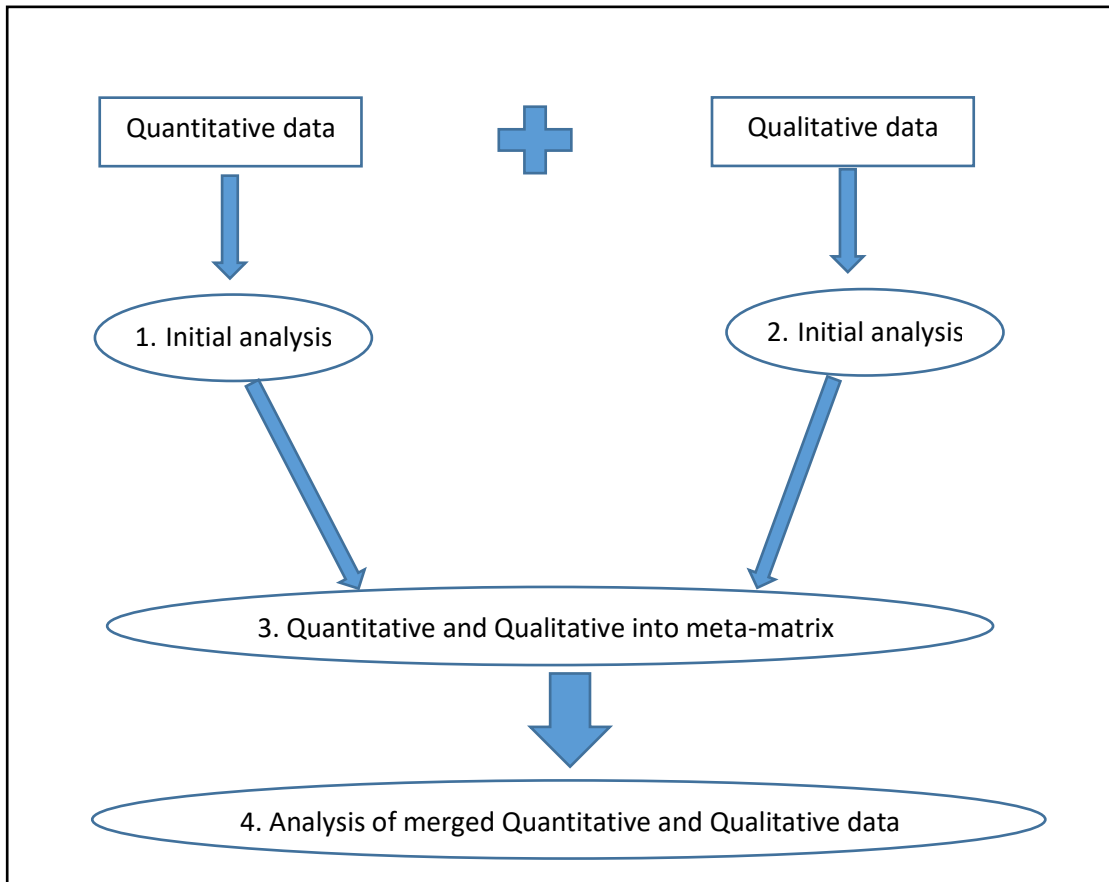 Quantitative data
Qualitative data
1. Initial analysis
2. Initial analysis
3. Quantitative and Qualitative into meta-matrix
4. Analysis of merged Quantitative and Qualitative data